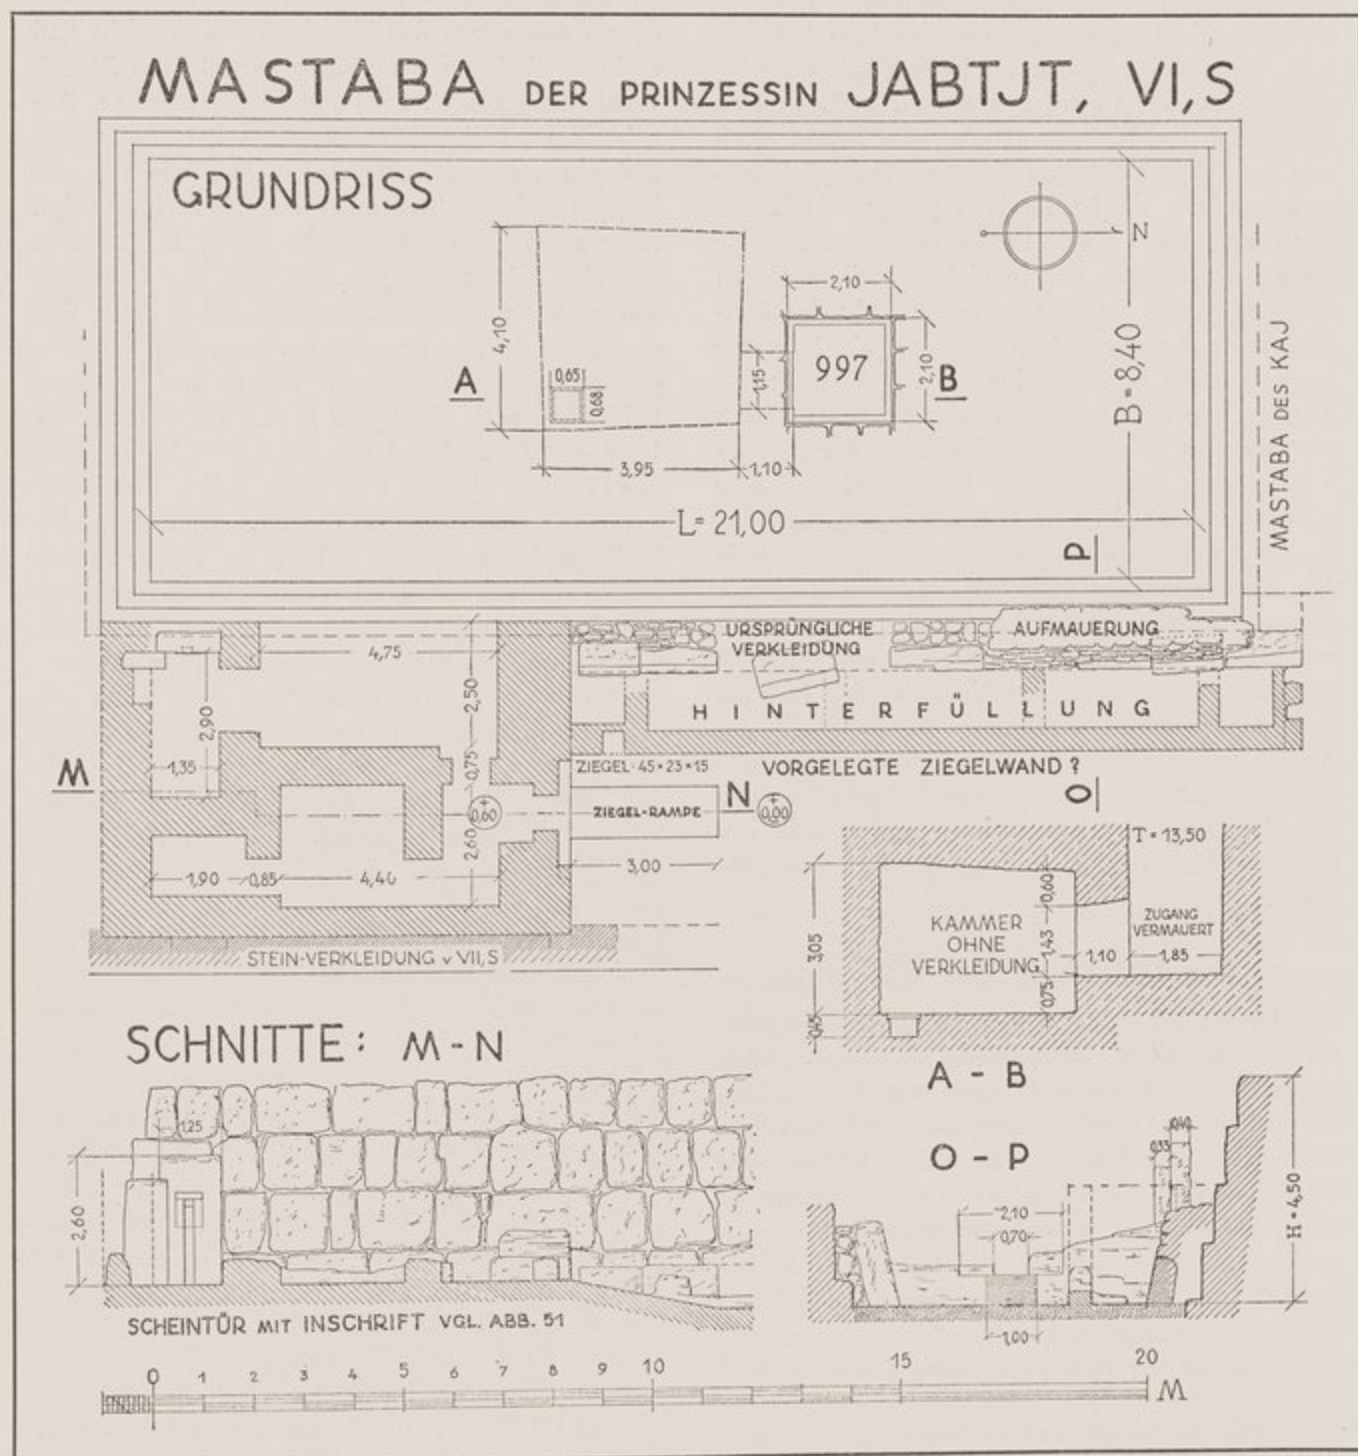 MASTABA DER PRINZESSIN JABTJT, VI,S
GRUNDRISS
N
2,10
4,10
A
0,65
0,68
1,15
997
2,10
B
B = 8,40
MASTABA DES KAJ
3,95
1,10
L = 21,00
P
4,75
2,50
URSPRÜNGLICHE
VERKLEIDUNG
AUFMAUERUNG
2,90
HINTERFÜLLUNG
M
1,35
0,75
ZIEGEL: 45×23×15
VORGELEGTE ZIEGELWAND?
+
0,60
ZIEGEL-RAMPE
N
+
0,00
O
2,60
1,90
0,85
4,40
3,00
STEIN-VERKLEIDUNG v VII,S
T = 13,50
0,60
KAMMER
OHNE
VERKLEIDUNG
ZUGANG
VERMAUERT
3,05
1,43
1,10
1,85
0,75
0,45
A - B
SCHNITTE: M - N
1,25
2,60
SCHEINTÜR MIT INSCHRIFT VGL. ABB. 51
O - P
0,40
0,33
2,10
0,70
H = 4,50
1,00
0 1 2 3 4 5 6 7 8 9 10 15 20 M